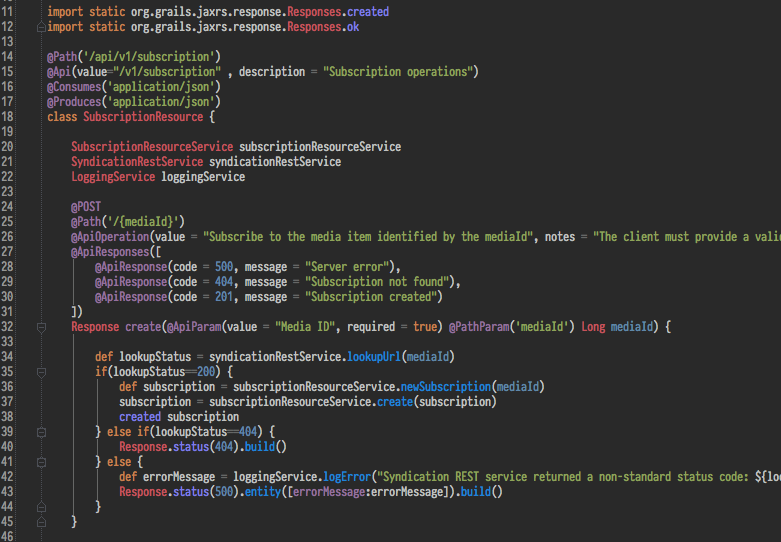 11 import static org.grails.jaxrs.response.Responses.created
12 import static org.grails.jaxrs.response.Responses.ok
13
14 @Path('/api/v1/subscription')
15 @Api(value="/v1/subscription" , description = "Subscription operations")
16 @Consumes('application/json')
17 @Produces('application/json')
18 class SubscriptionResource {
19
20 SubscriptionResourceService subscriptionResourceService
21 SyndicationRestService syndicationRestService
22 LoggingService loggingService
23
24 @POST
25 @Path('/{mediaId}')
26 @ApiOperation(value = "Subscribe to the media item identified by the mediaId", notes = "The client must provide a vali
27 @ApiResponses([
28 @ApiResponse(code = 500, message = "Server error"),
29 @ApiResponse(code = 404, message = "Subscription not found"),
30 @ApiResponse(code = 201, message = "Subscription created")
31 ])
32 Response create(@ApiParam(value = "Media ID", required = true) @PathParam('mediaId') Long mediaId) {
33
34 def lookupStatus = syndicationRestService.lookupUrl(mediaId)
35 if(lookupStatus==200) {
36 def subscription = subscriptionResourceService.newSubscription(mediaId)
37 subscription = subscriptionResourceService.create(subscription)
38 created subscription
39 } else if(lookupStatus==404) {
40 Response.status(404).build()
41 } else {
42 def errorMessage = loggingService.logError("Syndication REST service returned a non-standard status code: ${loo
43 Response.status(500).entity([errorMessage:errorMessage]).build()
44 }
45 }
46